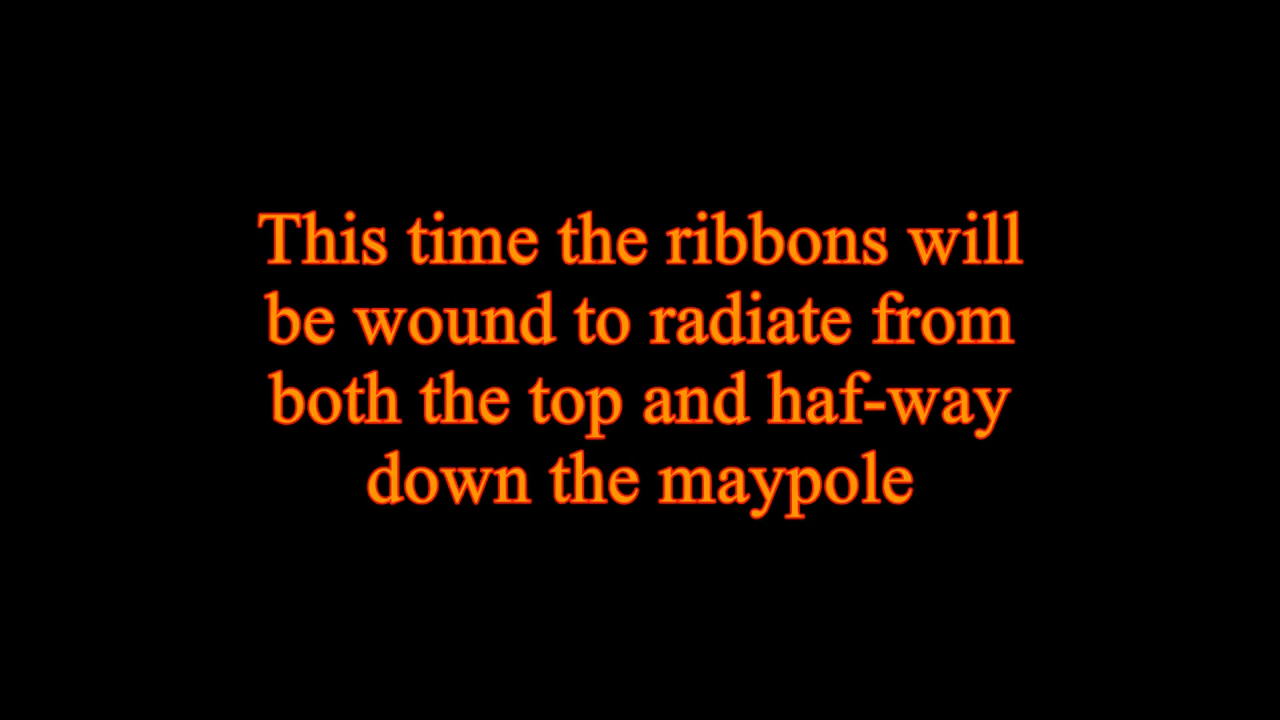 This time the ribbons will
be wound to radiate from
both the top and haf-way
down the maypole